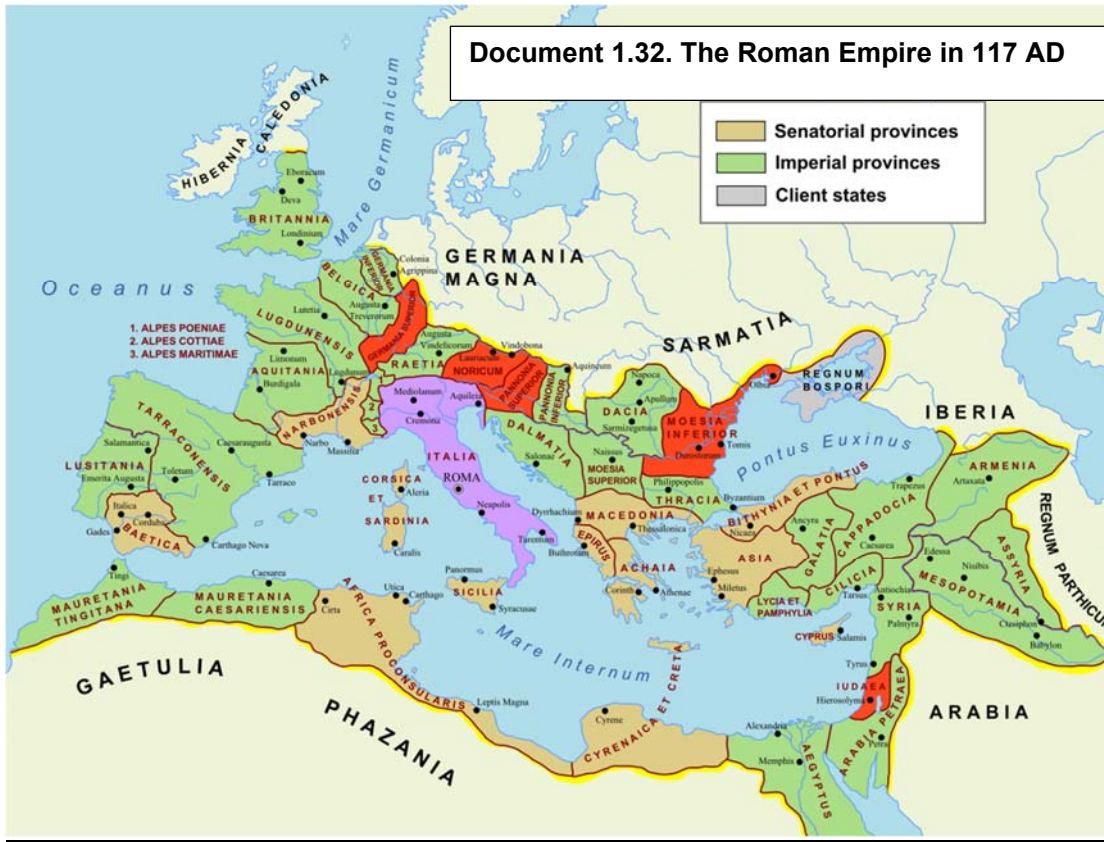 Document 1.32. The Roman Empire in 117 AD
Senatorial provinces
Imperial provinces
Client states
HIBERNIA
CALEDONIA
Mare Germanicum
Eboracum
Deva
BRITANNIA
Londinium
Oceanus
GERMANIA
MAGNA
GERMANIA
INFERIOR
Colonia
Agrippina
BELGICA
Augusta
Treverorum
Lutetia
LUGDUNENSIS
GERMANIA SUPERIOR
1. ALPES POENIAE
2. ALPES COTTIAE
3. ALPES MARITIMAE
Augusta
Vindelicorum
RAETIA
Lauriacum
Vindobona
NORICUM
PANNONIA
SUPERIOR
PANNONIA
INFERIOR
Aquincum
SARMATIA
Limonum
AQUITANIA
Lugdunum
Burdigala
NARBONENSIS
Narbo
Massilia
2
3
Mediolanum
Cremona
Aquileia
ITALIA
ROMA
Neapolis
Tarentum
DALMATIA
Salonae
Napoca
Apullum
DACIA
Sarmizegetusa
MOESIA
INFERIOR
Olbia
Durostorum
Tomis
REGNUM
BOSPORI
Pontus Euxinus
IBERIA
Naissus
MOESIA
SUPERIOR
Philippopolis
THRACIA
Byzantium
TARRACONENSIS
Salamantica
Caesaraugusta
LUSITANIA
Toletum
Emerita Augusta
Tarraco
Italica
Corduba
BAETICA
Gades
Carthago Nova
CORSICA
ET
SARDINIA
Aleria
Caralis
Dyrrhachium
MACEDONIA
Thessalonica
EPIRUS
Buthrotum
ACHAIA
Corinth
Athenae
BITHYNIA ET PONTUS
Nicaea
Trapezus
ARMENIA
Artaxata
Ancyra
GALATIA
CAPPADOCIA
Caesarea
ASIA
Ephesus
Miletus
LYCIA ET
PAMPHYLIA
CILICIA
Tarsus
Antiochia
SYRIA
Palmyra
Edessa
Nisibis
MESOPOTAMIA
ASSYRIA
REGNUM PARTHICUM
Ctesiphon
Babylon
CYPRUS
Salamis
Tyrus
IUDAEA
Hierosolyma
ARABIA
ARABIA PETRAEA
Petra
Tingi
MAURETANIA
TINGITANA
Caesarea
MAURETANIA
CAESARIENSIS
Cirta
Utica
Carthago
AFRICA PROCONSULARIS
Panormus
SICILIA
Syracusae
Mare Internum
GAETULIA
PHAZANIA
Leptis Magna
Cyrene
CYRENAICA ET CRETA
Alexandria
Memphis
AEGYPTUS